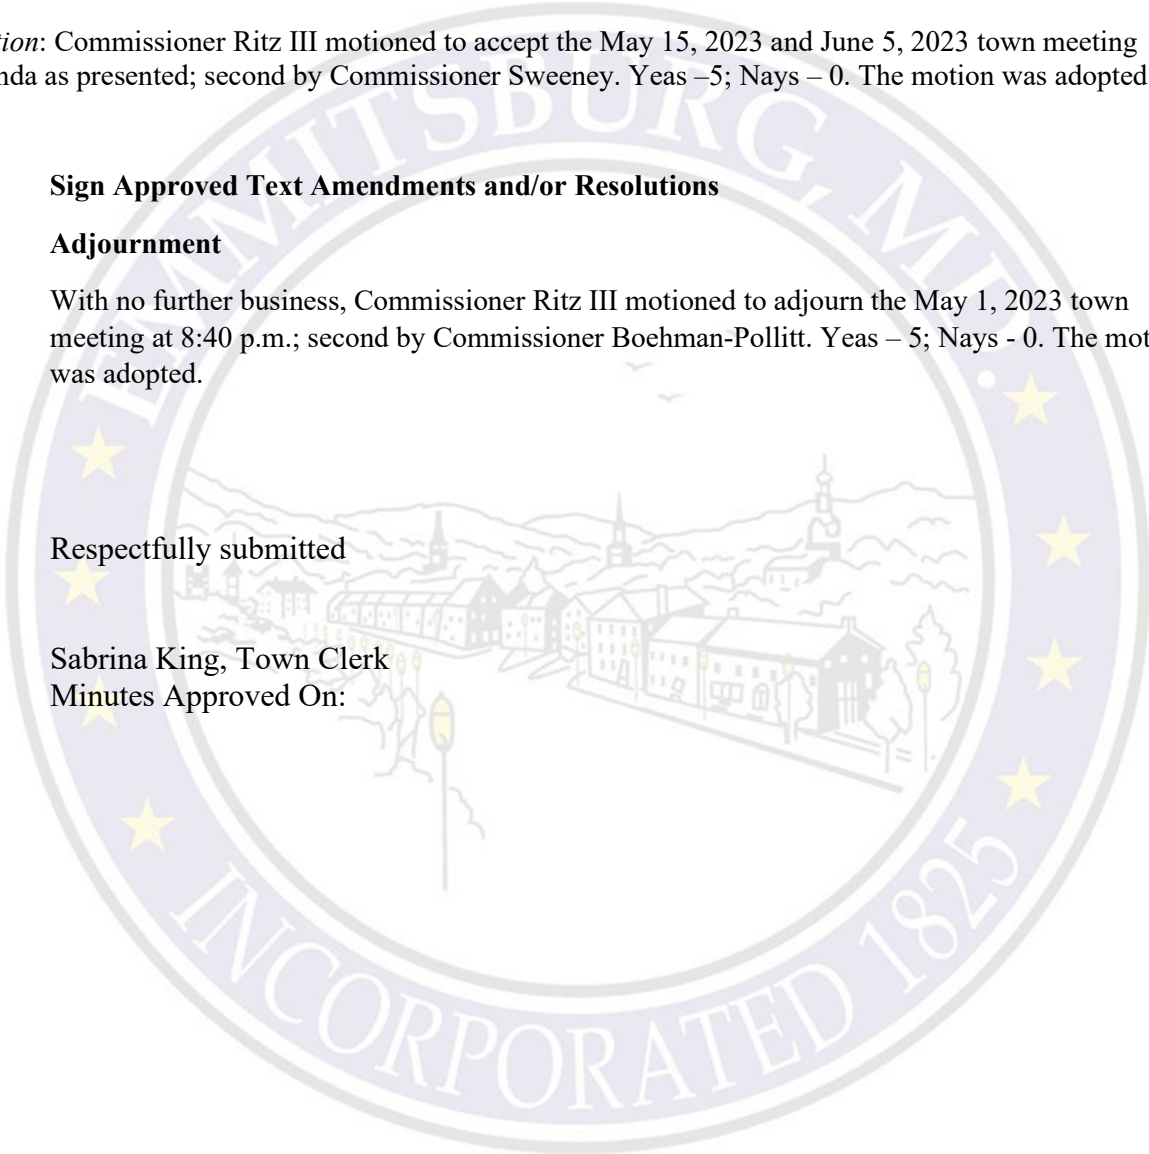 tion: Commissioner Ritz III motioned to accept the May 15, 2023 and June 5, 2023 town meeting
nda as presented; second by Commissioner Sweeney. Yeas –5; Nays – 0. The motion was adopted
Sign Approved Text Amendments and/or Resolutions
Adjournment
With no further business, Commissioner Ritz III motioned to adjourn the May 1, 2023 town
meeting at 8:40 p.m.; second by Commissioner Boehman-Pollitt. Yeas – 5; Nays - 0. The mot
was adopted.
Respectfully submitted
Sabrina King, Town Clerk
Minutes Approved On:
EMMITSBURG, MD.
INCORPORATED 1825